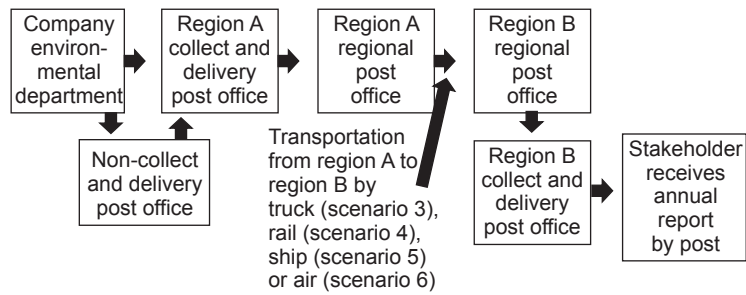 Company
environ-
mental
department
Region A
collect and
delivery
post office
Region A
regional
post
office
Region B
regional
post
office
Non-collect
and delivery
post office
Transportation
from region A to
region B by
truck (scenario 3),
rail (scenario 4),
ship (scenario 5)
or air (scenario 6)
Region B
collect and
delivery
post office
Stakeholder
receives
annual
report
by post